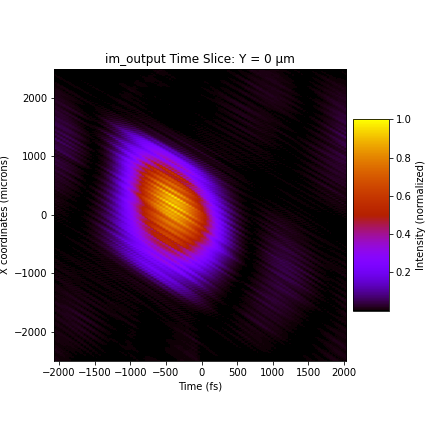 im_output Time Slice: Y = 0 μm
2000
1000
0
−1000
−2000
X coordinates (microns)
−2000 −1500 −1000 −500 0 500 1000 1500 2000
Time (fs)
1.0
0.8
0.6
0.4
0.2
Intensity (normalized)